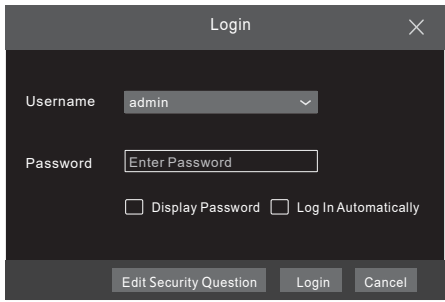 Login
Username admin
Password Enter Password
Display Password Log In Automatically
Edit Security Question Login Cancel